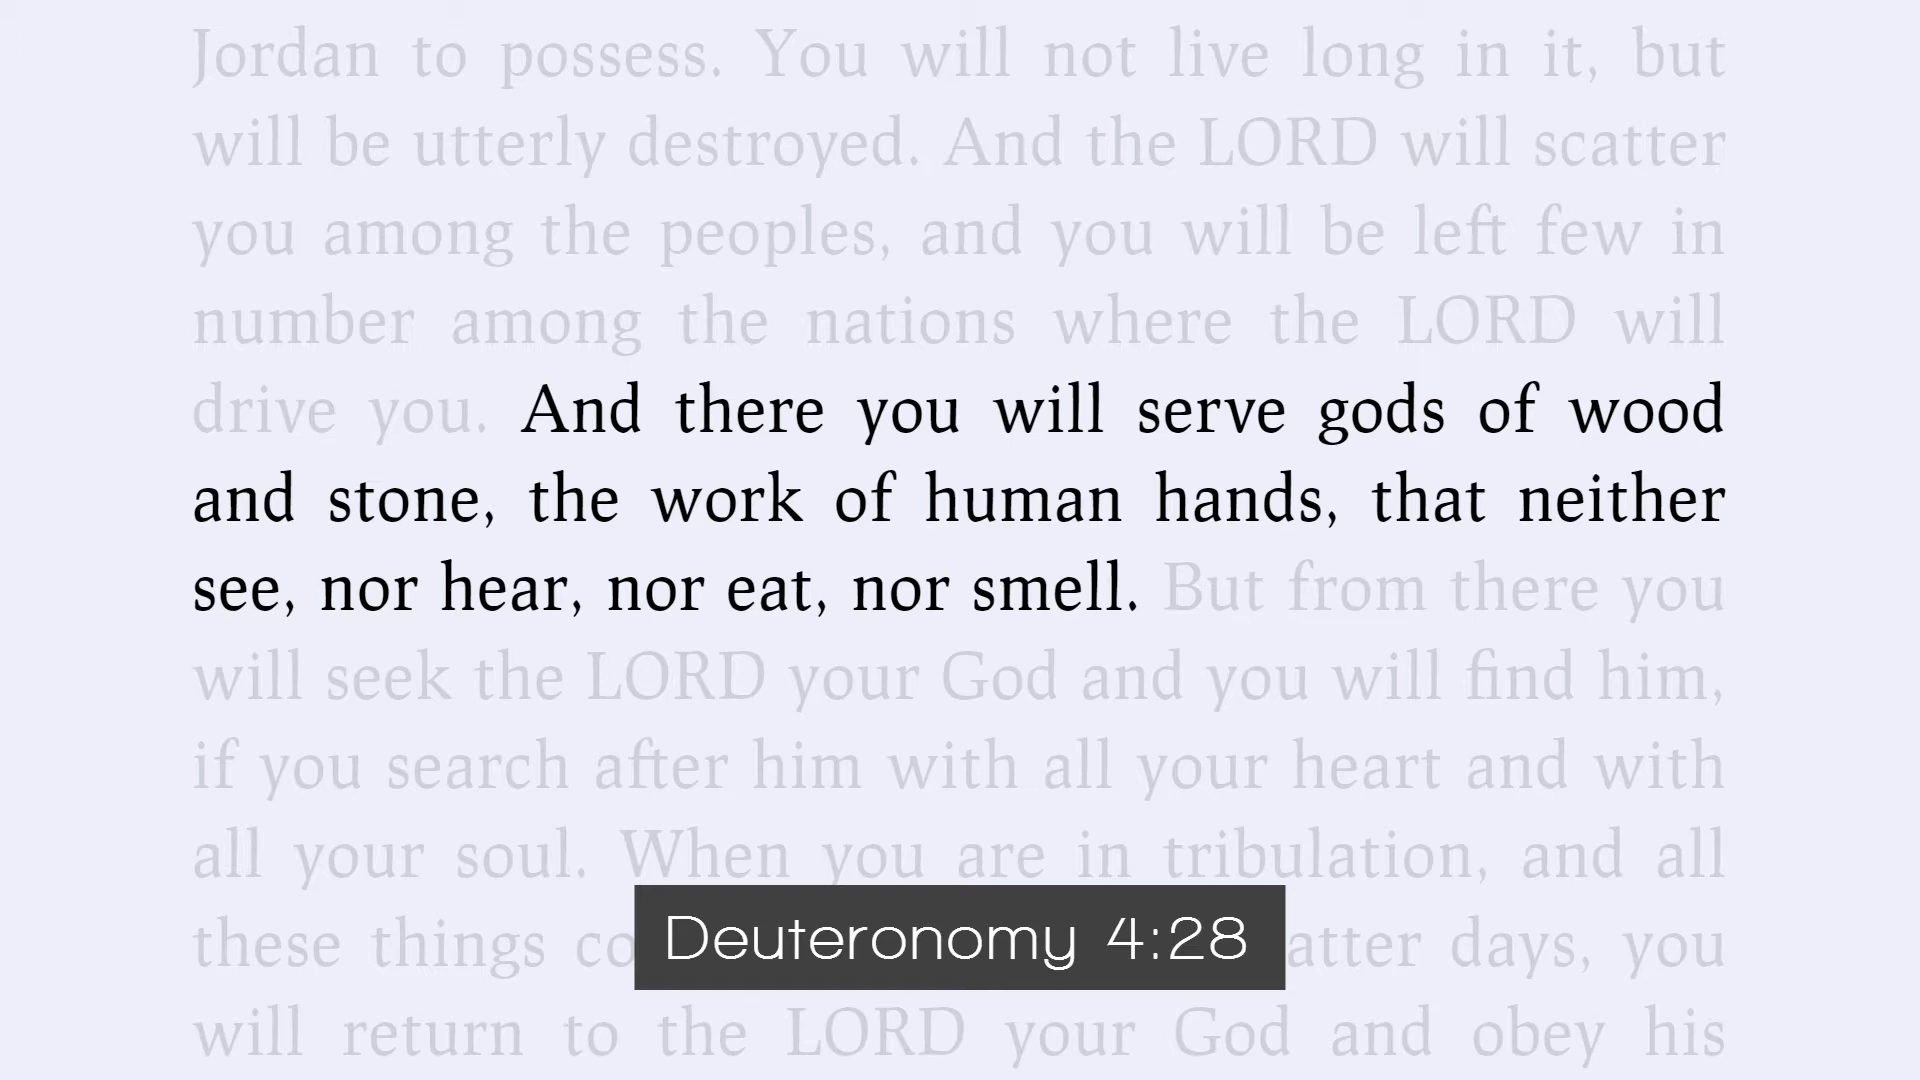 Jordan to possess. You will not live long in it, but
will be utterly destroyed. And the LORD will scatter
you among the peoples, and you will be left few in
number among the nations where the LORD will
drive you. And there you will serve gods of wood
and stone, the work of human hands, that neither
see, nor hear, nor eat, nor smell. But from there you
will seek the LORD your God and you will find him,
if you search after him with all your heart and with
all your soul. When you are in tribulation, and all
these things days, you
Deuteronomy 4:28
will return to the LORD your God and obey his